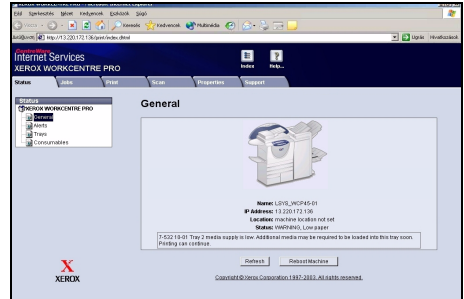 XEROX WORKCENTRE PRO - Microsoft Internet Explorer
Fájl Szerkesztés Nézet Kedvencek Eszközök Súgó
Vissza Keresés Kedvencek Multimédia
http://13.220.172.136/print/index.dhtml Ugrás Hivatkozások
CentreWare
Internet Services
XEROX WORKCENTRE PRO
Index Help...
Status Jobs Print Scan Properties Support
Status
XEROX WORKCENTRE PRO
General
Alerts
Trays
Consumables
General
Name: LSYS_WCP45-01
IP Address: 13.220.172.136
Location: machine location not set
Status: WARNING, Low paper
7-532 19-01 Tray 2 media supply is low. Additional media may be required to be loaded into this tray soon.
Printing can continue.
Refresh Reboot Machine
Copyright © Xerox Corporation 1997-2003. All rights reserved.
X
XEROX